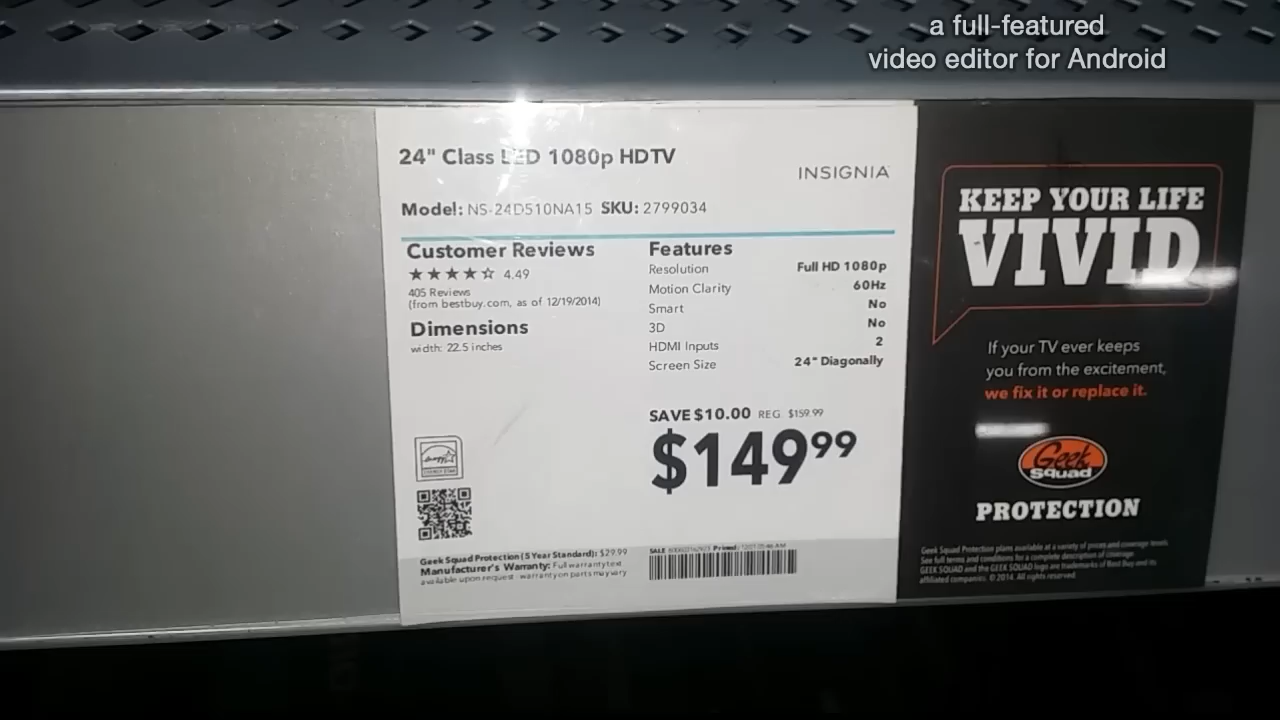 a full-featured
video editor for Android
24" Class LED 1080p HDTV
INSIGNIA
Model: NS-24D510NA15 SKU: 2799034
Customer Reviews
★★★★☆ 4.49
405 Reviews
(from bestbuy.com, as of 12/19/2014)
Dimensions
width: 22.5 inches
Features
Resolution Full HD 1080p
Motion Clarity 60Hz
Smart No
3D No
HDMI Inputs 2
Screen Size 24" Diagonally
SAVE $10.00 REG $159.99
$149.99
ENERGY STAR
Geek Squad Protection (5 Year Standard): $29.99
Manufacturer's Warranty: Full warranty text
available upon request - warranty on parts may vary
SALE Printed:
KEEP YOUR LIFE
VIVID
If your TV ever keeps
you from the excitement,
we fix it or replace it.
Geek
Squad
PROTECTION
Geek Squad Protection plans available at a variety of prices and coverage levels.
See full terms and conditions for a complete description of coverage.
GEEK SQUAD and the GEEK SQUAD logo are trademarks of Best Buy and its
affiliated companies. © 2014. All rights reserved.